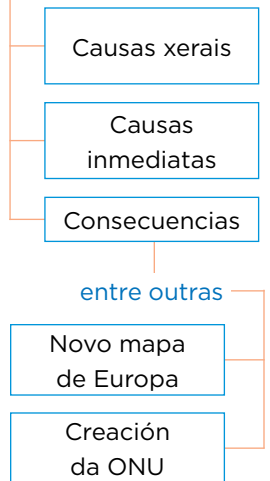 Causas xerais
Causas
inmediatas
Consecuencias
entre outras
Novo mapa
de Europa
Creación
da ONU